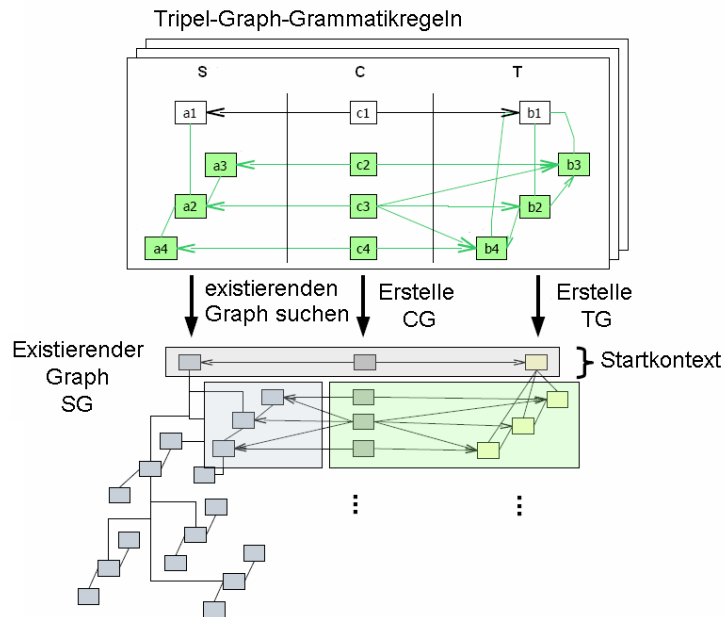 Tripel-Graph-Grammatikregeln
S C T
a1 c1 b1
a3 c2 b3
a2 c3 b2
a4 c4 b4
existierenden
Graph suchen
Erstelle
CG
Erstelle
TG
Existierender
Graph
SG
Startkontext